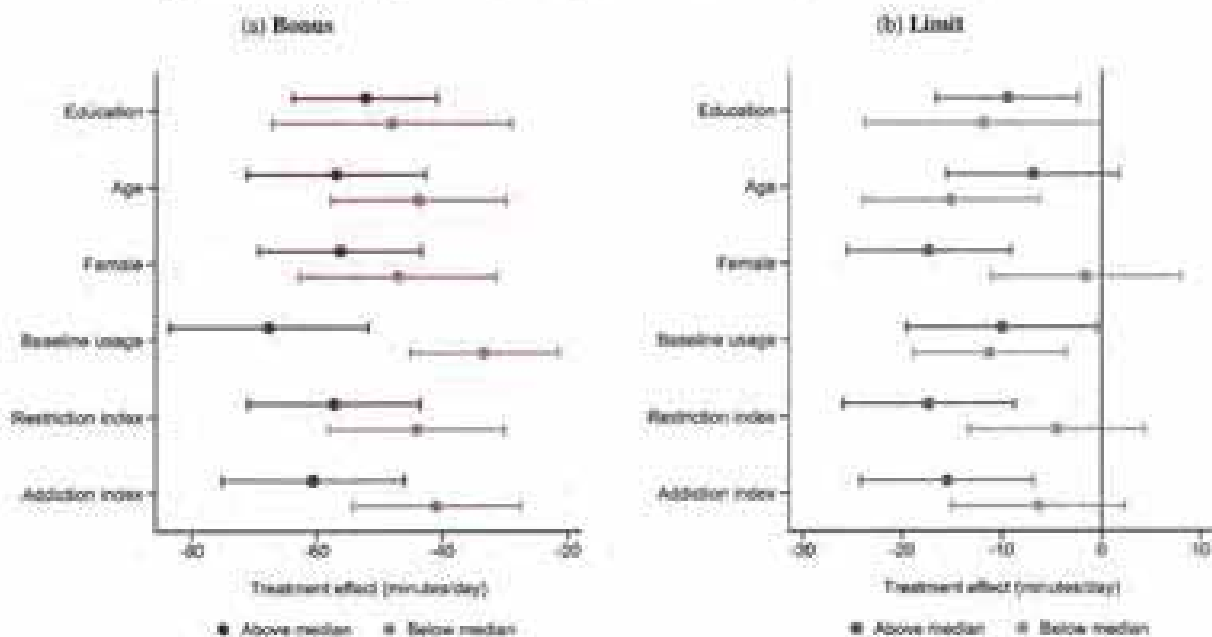 (a) Bonus
Education
Age
Female
Baseline usage
Restriction index
Addiction index
-80 -60 -40 -20
Treatment effect (minutes/day)
Above median Below median
(b) Limit
Education
Age
Female
Baseline usage
Restriction index
Addiction index
-30 -20 -10 0 10
Treatment effect (minutes/day)
Above median Below median